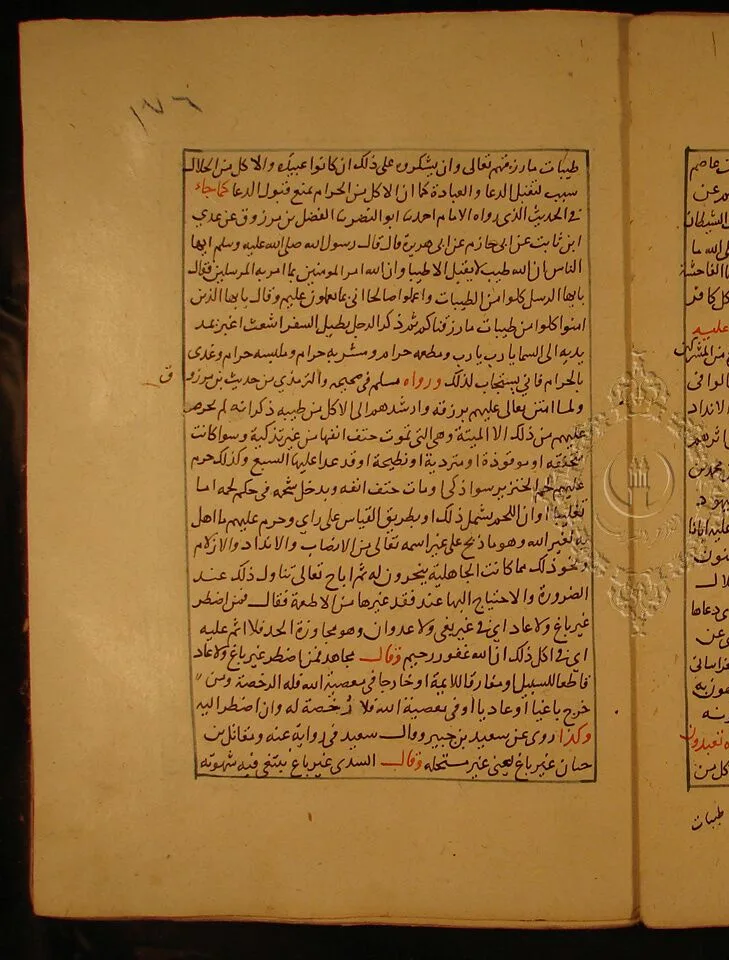 ١٧٦
طيبات ما رزقهم تعالى وان يشكروه على ذلك ان كانوا عبيده والاكل من الحلال
سبب لتقبل الدعا والعبادة كما ان الاكل من الحرام يمنع قبول الدعا كما جاء
في الحديث الذي رواه الامام احمد ثنا ابو النضر ثنا الفضل بن مرزوق عن عدي
ابن ثابت عن ابي حازم عن ابي هريرة قال قال رسول الله صلى الله عليه وسلم ايها
الناس ان الله طيب لا يقبل الا طيبا وان الله امر المومنين بما امر به المرسلين فقال
يايها الرسل كلوا من الطيبات واعملوا صالحا اني بما تعملون عليم وقال يايها الذين
امنوا كلوا من طيبات ما رزقناكم ثم ذكر الرجل يطيل السفر اشعث اغبر يمد
يديه الى السما يا رب يا رب ومطعمه حرام ومشربه حرام وملبسه حرام وغدى
بالحرام فاني يستجاب لذلك ورواه مسلم في صحيحه والترمذي من حديث بن مرزو
ق
ولما امتن تعالى عليهم برزقه وارشدهم الى الاكل من طيبه ذكر انه لم يحرم
عليهم من ذلك الا الميتة وهي التي تموت حتف انفها من غير تذكية وسوا كانت
منخنقة او موقوذة او متردية او نطيحة او قد عدا عليها السبع وكذلك حرم
عليهم لحم الخنزير سوا ذكي او مات حتف انفه ويدخل شحمه في حكم لحمه اما
تغليبا او ان اللحم يشمل ذلك او بطريق القياس على راي وحرم عليهم ما اهل
به لغير الله وهو ما ذبح على غير اسمه تعالى من الانصاب والانداد والازلام
ونحو ذلك مما كانت الجاهلية ينحرون له ثم اباح تعالى تناول ذلك عند
الضرورة والاحتياج اليها عند فقد غيرها من الاطعمة فقال فمن اضطر
غير باغ ولا عاد اي في غير بغي ولا عدوان وهو مجاوزة الحد فلا اثم عليه
اي في اكل ذلك ان الله غفور رحيم وقال مجاهد فمن اضطر غير باغ ولا عاد
قاطعا للسبيل او مفارقا للايمة او خارجا في معصية الله فله الرخصة ومن
خرج باغيا او عاديا او في معصية الله فلا رخصة له وان اضطر اليه
وكذا روي عن سعيد بن جبير وقال سعيد في رواية عنه ومقاتل بن
حيان غير باغ يعني غير مستحله وقال السدي غير باغ يبتغي فيه شهوته
طيبات